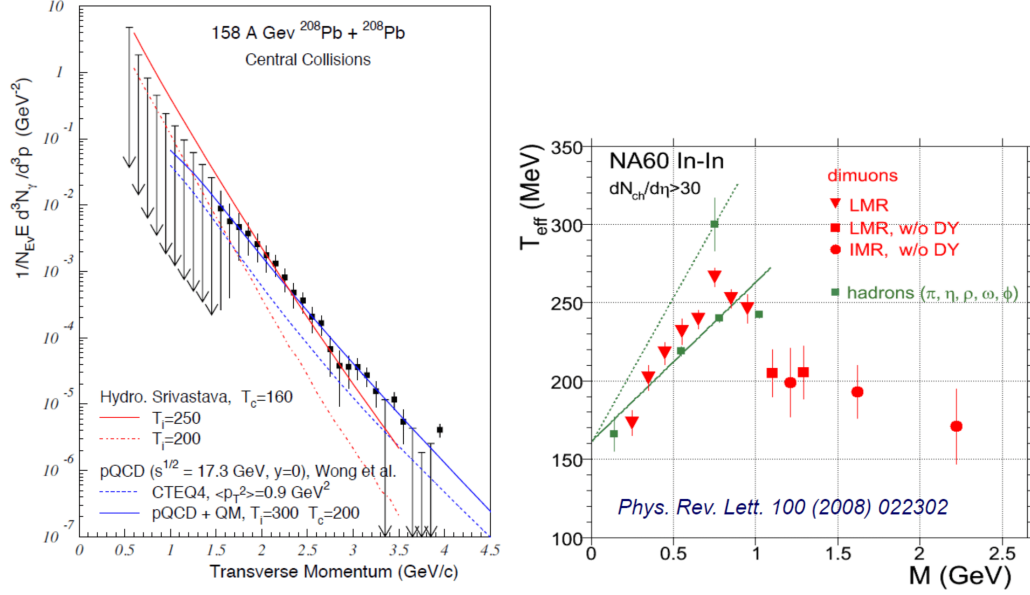 158 A Gev ²⁰⁸Pb + ²⁰⁸Pb
Central Collisions
1/N_Ev E d³N_γ/d³p (GeV⁻²)
10
1
10⁻¹
10⁻²
10⁻³
10⁻⁴
10⁻⁵
10⁻⁶
10⁻⁷
Hydro. Srivastava, T_c=160
T_i=250
T_i=200
pQCD (s^1/2 = 17.3 GeV, y=0), Wong et al.
CTEQ4, <p_T²>=0.9 GeV²
pQCD + QM, T_i=300 T_c=200
0 0.5 1 1.5 2 2.5 3 3.5 4 4.5
Transverse Momentum (GeV/c)
T_eff (MeV)
350
300
250
200
150
100
NA60 In-In
dN_ch/dη>30
dimuons
LMR
LMR, w/o DY
IMR, w/o DY
hadrons (π, η, ρ, ω, ϕ)
Phys. Rev. Lett. 100 (2008) 022302
0 0.5 1 1.5 2 2.5
M (GeV)